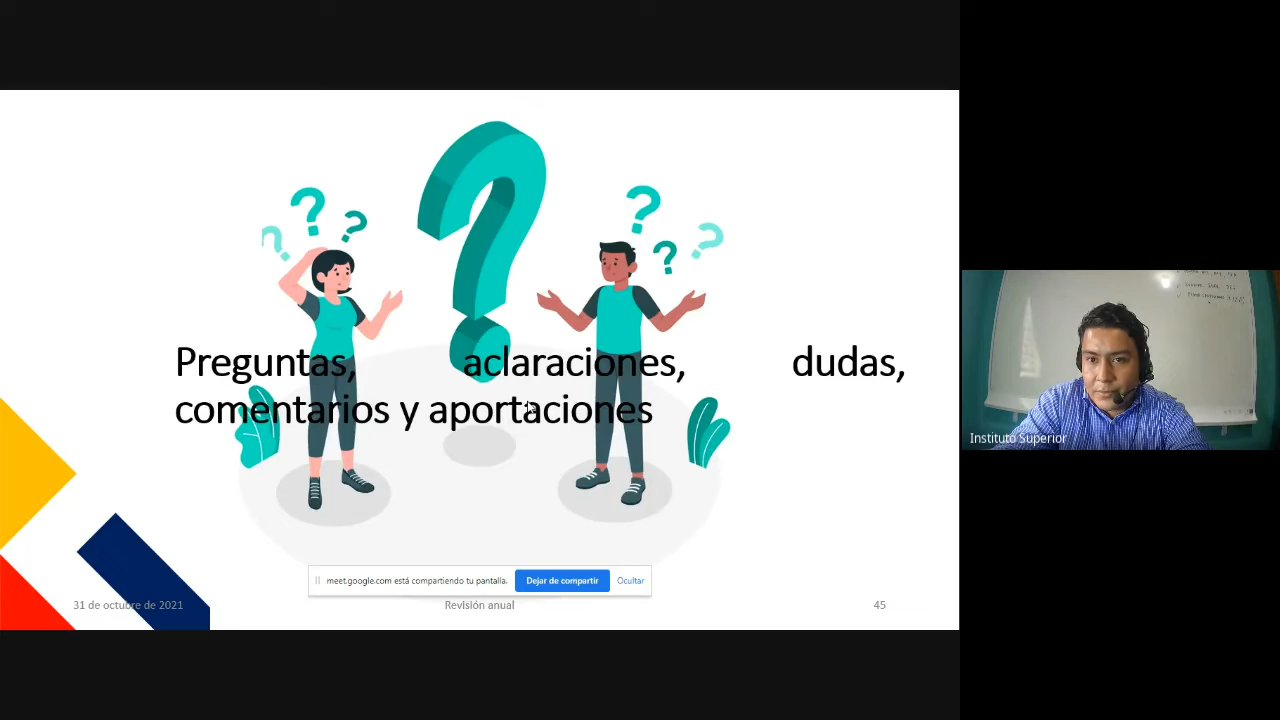 Preguntas, aclaraciones, dudas,
comentarios y aportaciones
meet.google.com está compartiendo tu pantalla.
Dejar de compartir
Ocultar
31 de octubre de 2021
Revisión anual
45
Instituto Superior